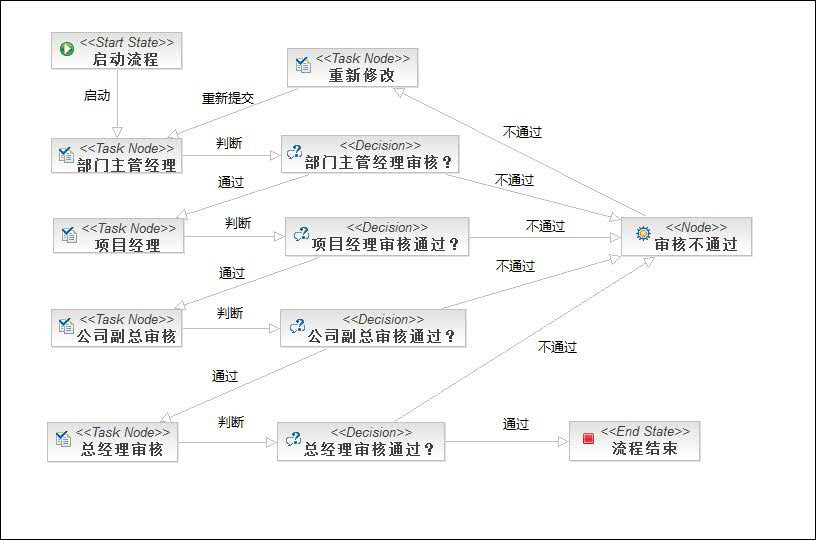 <<Start State>>
启动流程
<<Task Node>>
重新修改
启动
重新提交
不通过
<<Task Node>>
部门主管经理
判断
<<Decision>>
部门主管经理审核？
通过
不通过
<<Task Node>>
项目经理
判断
<<Decision>>
项目经理审核通过？
不通过
<<Node>>
审核不通过
通过
不通过
<<Task Node>>
公司副总审核
判断
<<Decision>>
公司副总审核通过？
不通过
通过
<<Task Node>>
总经理审核
判断
<<Decision>>
总经理审核通过？
通过
<<End State>>
流程结束